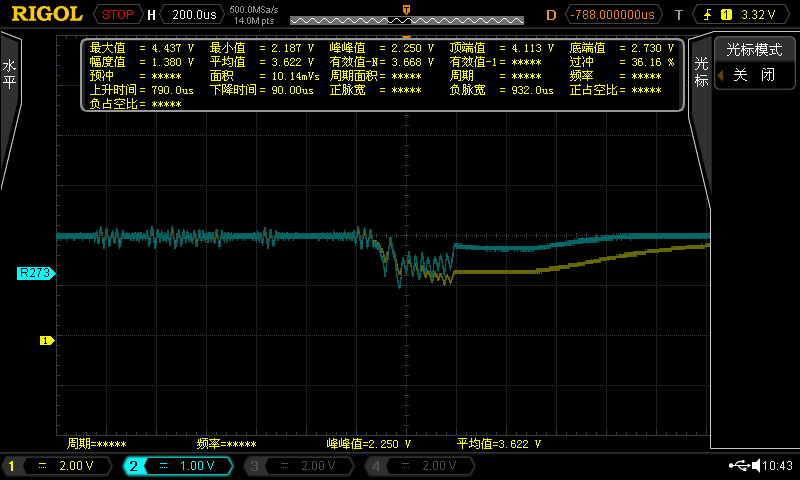 RIGOL STOP H 200.0us 500.0MSa/s 14.0M pts T D -788.000000us T 1 3.32 V
水平
最大值 = 4.437 V 最小值 = 2.187 V 峰峰值 = 2.250 V 顶端值 = 4.113 V 底端值 = 2.730 V
幅度值 = 1.380 V 平均值 = 3.622 V 有效值-N= 3.668 V 有效值-1= ***** 过冲 = 36.16 %
预冲 = ***** 面积 = 10.14mVs 周期面积= ***** 周期 = ***** 频率 = *****
上升时间= 790.0us 下降时间= 90.00us 正脉宽 = ***** 负脉宽 = 932.0us 正占空比= *****
负占空比= *****
光标
光标模式
关 闭
R273
1
周期=***** 频率=***** 峰峰值=2.250 V 平均值=3.622 V
1 = 2.00 V 2 = 1.00 V 3 = 2.00 V 4 = 2.00 V 10:43